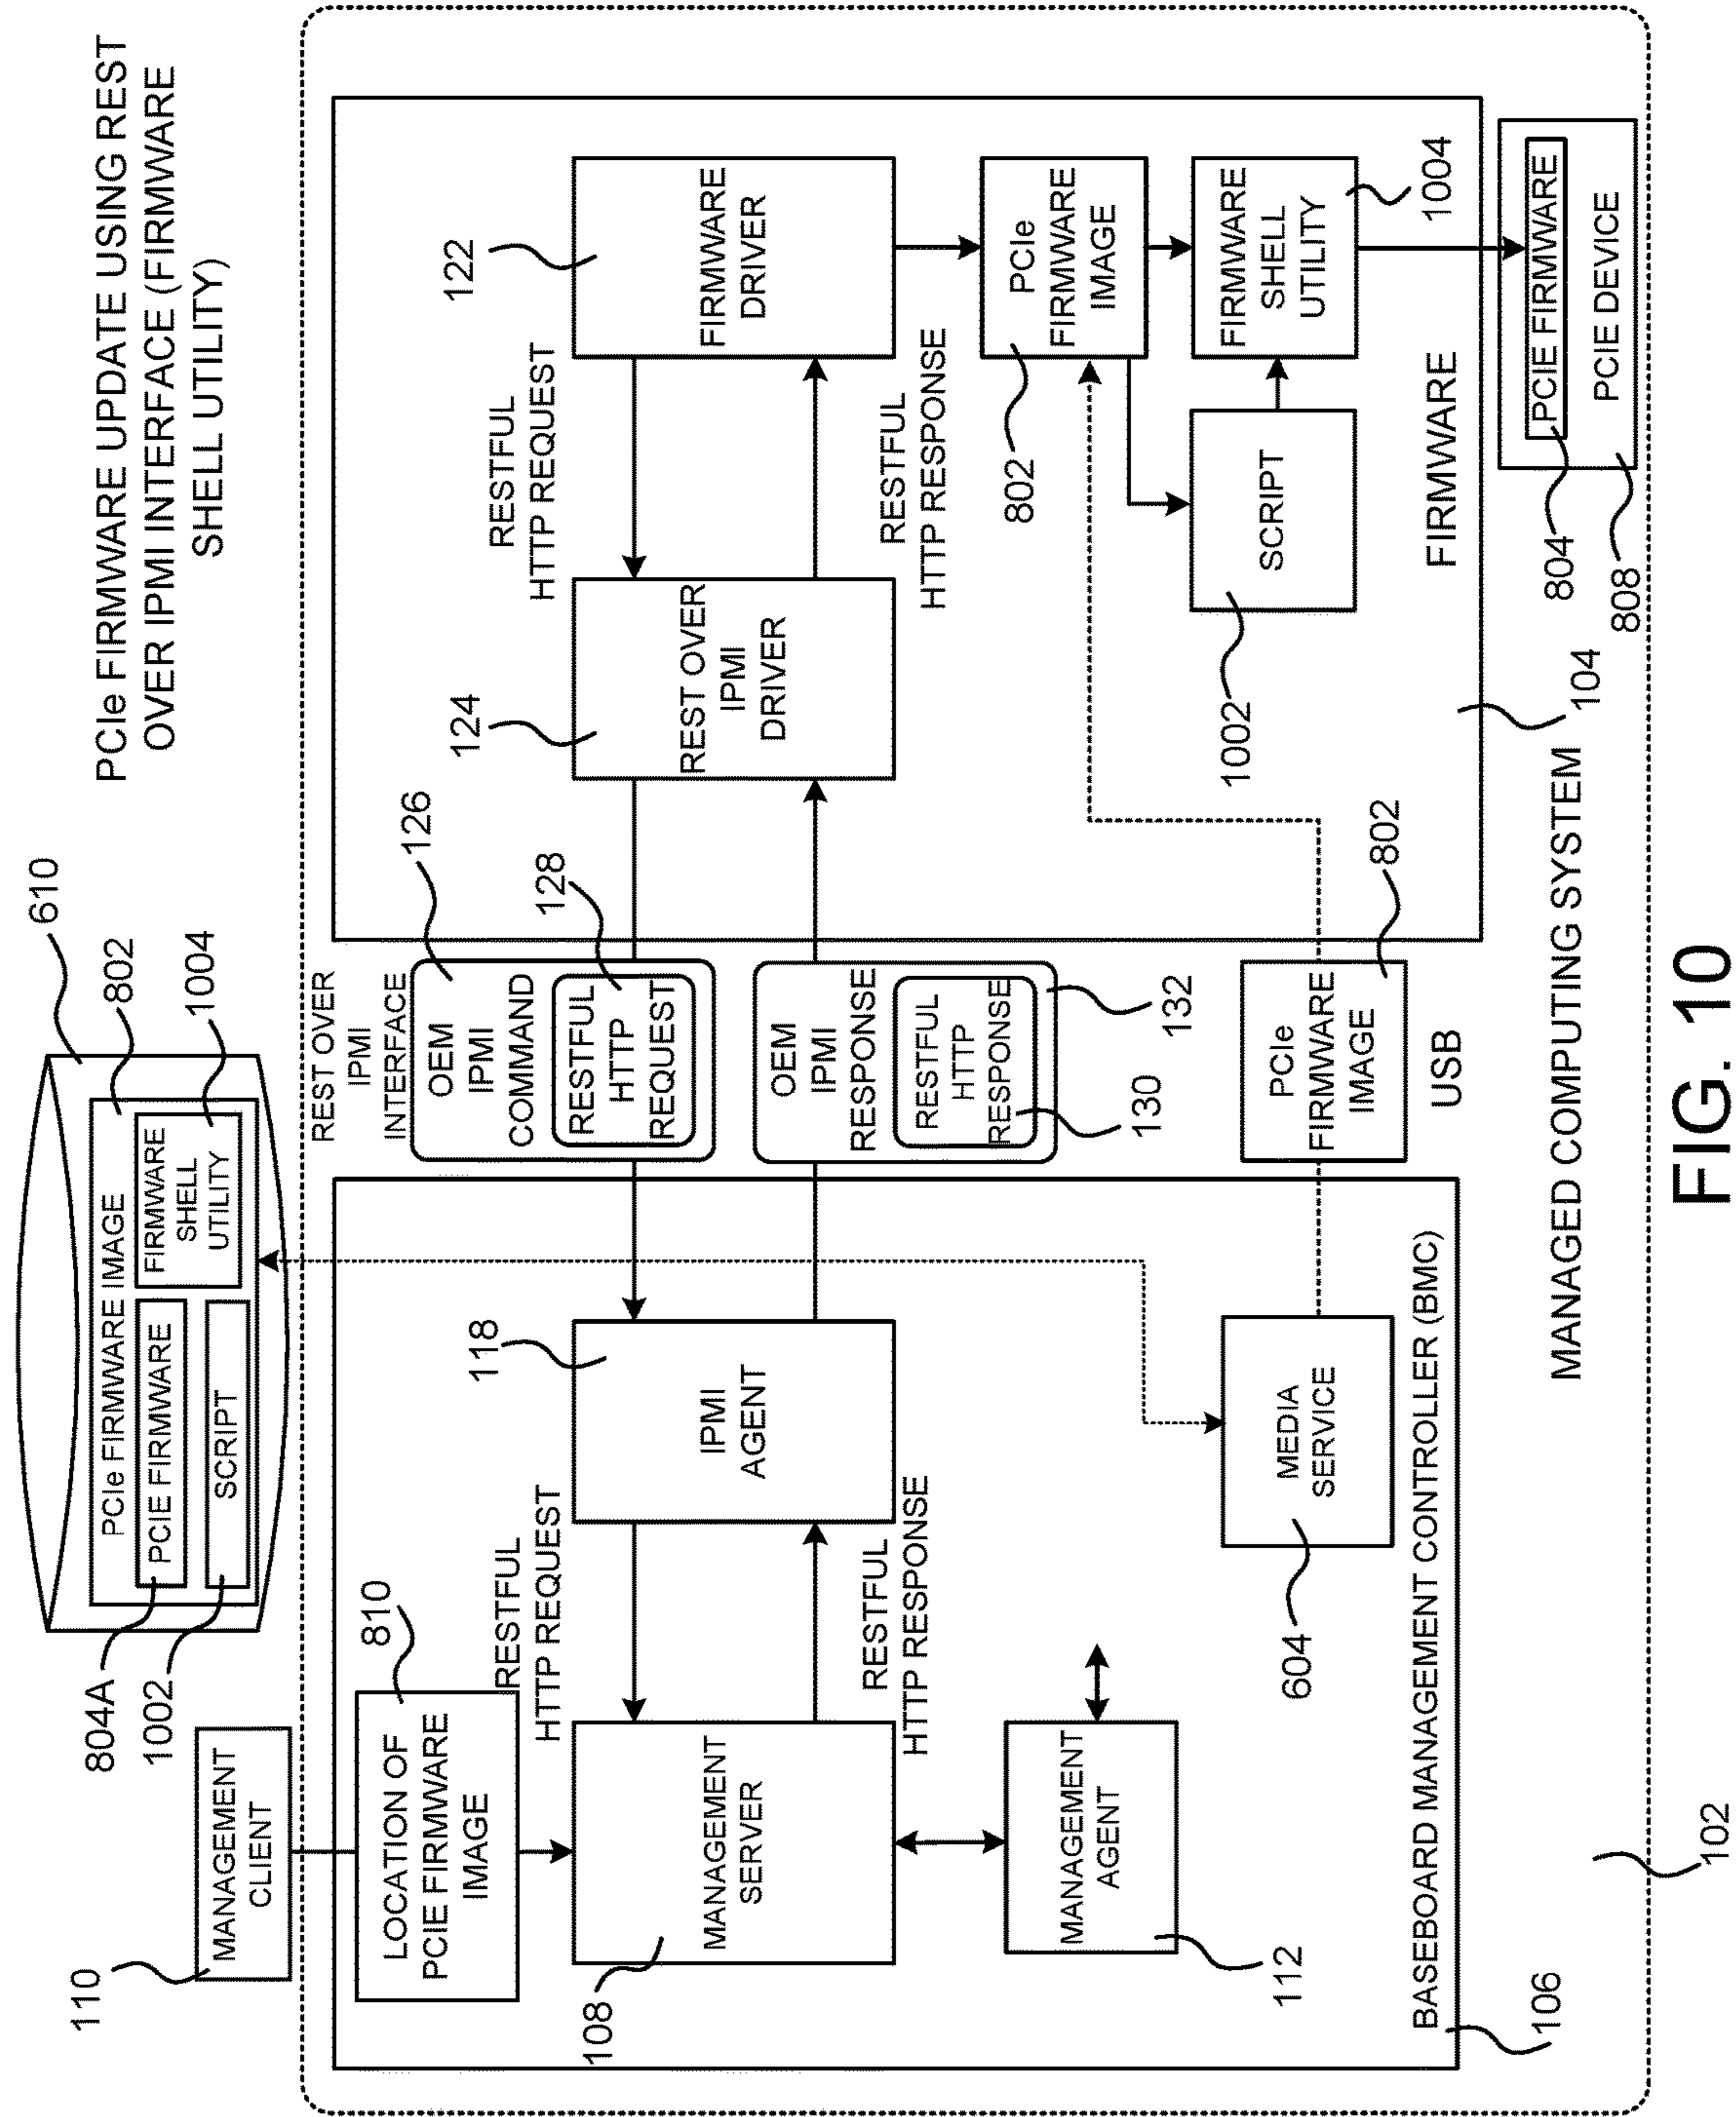 PCIe FIRMWARE UPDATE USING REST
OVER IPMI INTERFACE (FIRMWARE
SHELL UTILITY)
610
802
1004
PCIe FIRMWARE IMAGE
PCIE FIRMWARE
FIRMWARE
SHELL
UTILITY
SCRIPT
804A
1002
110
MANAGEMENT
CLIENT
LOCATION OF
PCIE FIRMWARE
IMAGE
810
RESTFUL
HTTP REQUEST
108
MANAGEMENT
SERVER
RESTFUL
HTTP RESPONSE
118
IPMI
AGENT
MANAGEMENT
AGENT
112
MEDIA
SERVICE
604
BASEBOARD MANAGEMENT CONTROLLER (BMC)
106
REST OVER
IPMI
INTERFACE
126
OEM
IPMI
COMMAND
128
RESTFUL
HTTP
REQUEST
OEM
IPMI
RESPONSE
132
RESTFUL
HTTP
RESPONSE
130
PCIe
FIRMWARE
IMAGE
802
USB
124
REST OVER
IPMI
DRIVER
RESTFUL
HTTP REQUEST
RESTFUL
HTTP RESPONSE
122
FIRMWARE
DRIVER
802
PCIe
FIRMWARE
IMAGE
1002
SCRIPT
FIRMWARE
SHELL
UTILITY
1004
FIRMWARE
104
PCIE FIRMWARE
PCIE DEVICE
804
808
MANAGED COMPUTING SYSTEM
102
FIG. 10